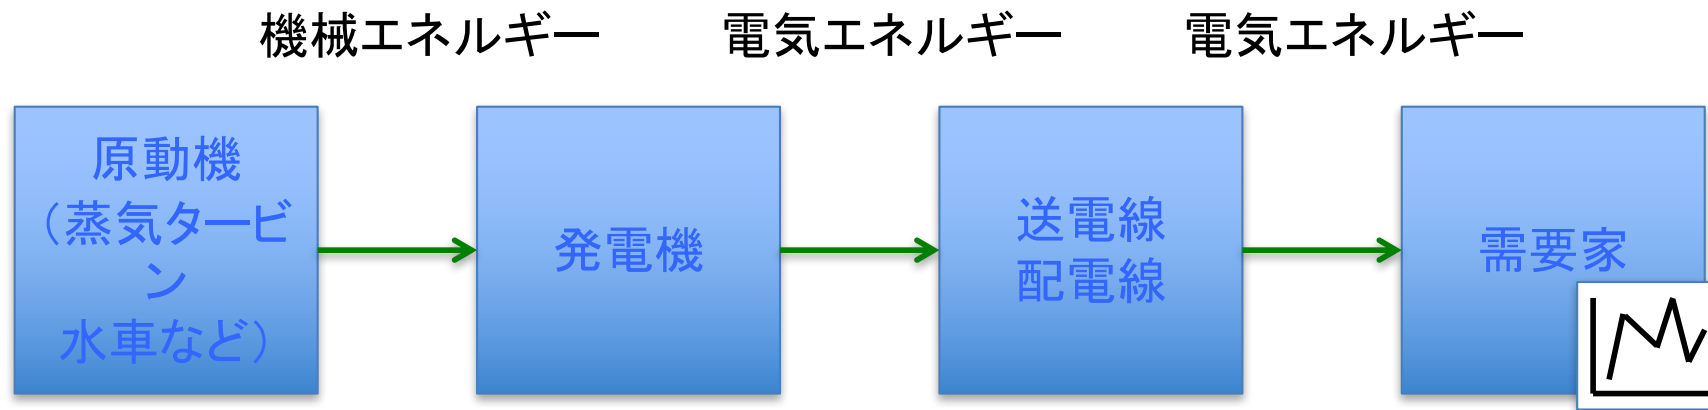 機械エネルギー
電気エネルギー
電気エネルギー
原動機
（蒸気タービ
ン
水車など）
発電機
送電線
配電線
需要家